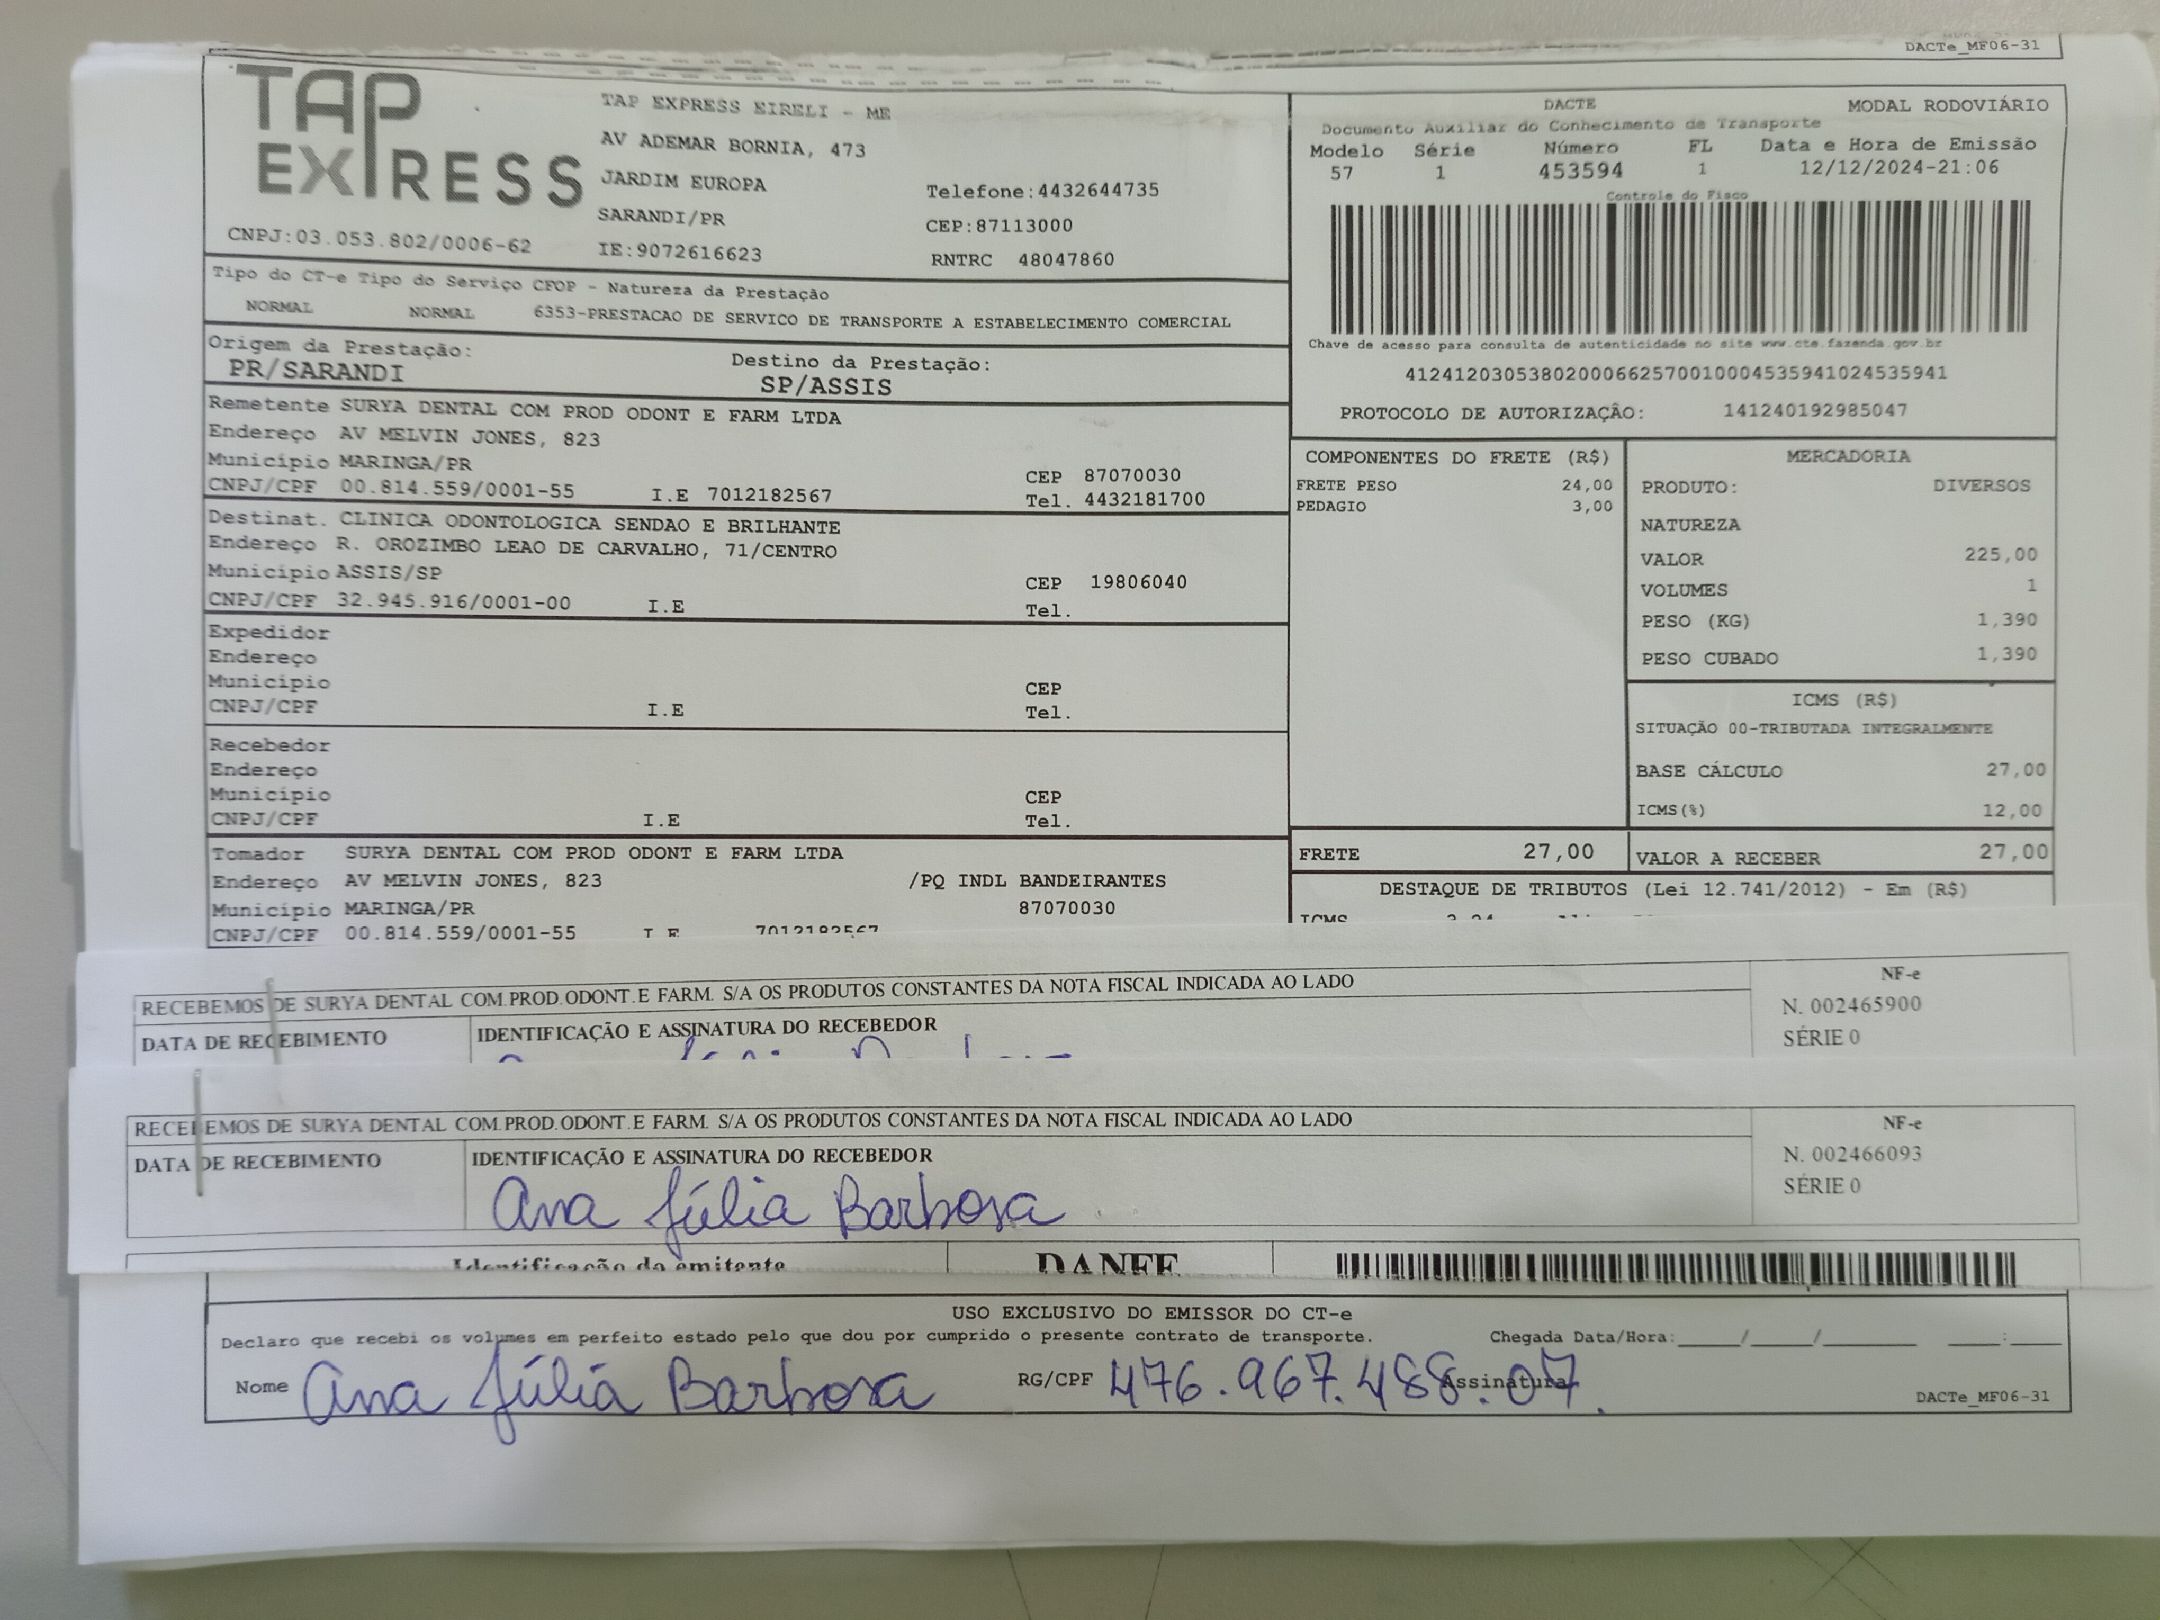 DACTe_MF06-31
TAP EXPRESS
TAP EXPRESS EIRELI - ME
AV ADEMAR BORNIA, 473
JARDIM EUROPA
Telefone:4432644735
SARANDI/PR
CEP:87113000
CNPJ:03.053.802/0006-62
IE:9072616623
RNTRC 48047860
DACTE MODAL RODOVIÁRIO
Documento Auxiliar do Conhecimento de Transporte
Modelo Série Número FL Data e Hora de Emissão
57 1 453594 1 12/12/2024-21:06
Controle do Fisco
Chave de acesso para consulta de autenticidade no site www.cte.fazenda.gov.br
41241203053802000662570010004535941024535941
PROTOCOLO DE AUTORIZAÇÃO: 141240192985047
Tipo do CT-e Tipo do Serviço CFOP - Natureza da Prestação
NORMAL NORMAL 6353-PRESTACAO DE SERVICO DE TRANSPORTE A ESTABELECIMENTO COMERCIAL
Origem da Prestação: Destino da Prestação:
PR/SARANDI SP/ASSIS
Remetente SURYA DENTAL COM PROD ODONT E FARM LTDA
Endereço AV MELVIN JONES, 823
Município MARINGA/PR CEP 87070030
CNPJ/CPF 00.814.559/0001-55 I.E 7012182567 Tel. 4432181700
Destinat. CLINICA ODONTOLOGICA SENDAO E BRILHANTE
Endereço R. OROZIMBO LEAO DE CARVALHO, 71/CENTRO
Município ASSIS/SP CEP 19806040
CNPJ/CPF 32.945.916/0001-00 I.E Tel.
Expedidor
Endereço
Município CEP
CNPJ/CPF I.E Tel.
Recebedor
Endereço
Município CEP
CNPJ/CPF I.E Tel.
Tomador SURYA DENTAL COM PROD ODONT E FARM LTDA
Endereço AV MELVIN JONES, 823 /PQ INDL BANDEIRANTES
Município MARINGA/PR 87070030
CNPJ/CPF 00.814.559/0001-55 I E 7012182567
COMPONENTES DO FRETE (R$)
FRETE PESO 24,00
PEDAGIO 3,00
MERCADORIA
PRODUTO: DIVERSOS
NATUREZA
VALOR 225,00
VOLUMES 1
PESO (KG) 1,390
PESO CUBADO 1,390
ICMS (R$)
SITUAÇÃO 00-TRIBUTADA INTEGRALMENTE
BASE CÁLCULO 27,00
ICMS(%) 12,00
FRETE 27,00 VALOR A RECEBER 27,00
DESTAQUE DE TRIBUTOS (Lei 12.741/2012) - Em (R$)
ICMS
RECEBEMOS DE SURYA DENTAL COM.PROD.ODONT.E FARM. S/A OS PRODUTOS CONSTANTES DA NOTA FISCAL INDICADA AO LADO
NF-e
N. 002465900
SÉRIE 0
DATA DE RECEBIMENTO IDENTIFICAÇÃO E ASSINATURA DO RECEBEDOR
RECEBEMOS DE SURYA DENTAL COM.PROD.ODONT.E FARM. S/A OS PRODUTOS CONSTANTES DA NOTA FISCAL INDICADA AO LADO
NF-e
N. 002466093
SÉRIE 0
DATA DE RECEBIMENTO IDENTIFICAÇÃO E ASSINATURA DO RECEBEDOR
Ana Júlia Barbosa
Identificação do emitente DANFE
USO EXCLUSIVO DO EMISSOR DO CT-e
Declaro que recebi os volumes em perfeito estado pelo que dou por cumprido o presente contrato de transporte. Chegada Data/Hora:____/____/______ ____:____
Nome Ana Júlia Barbosa RG/CPF 476.967.488.07 Assinatura
DACTe_MF06-31